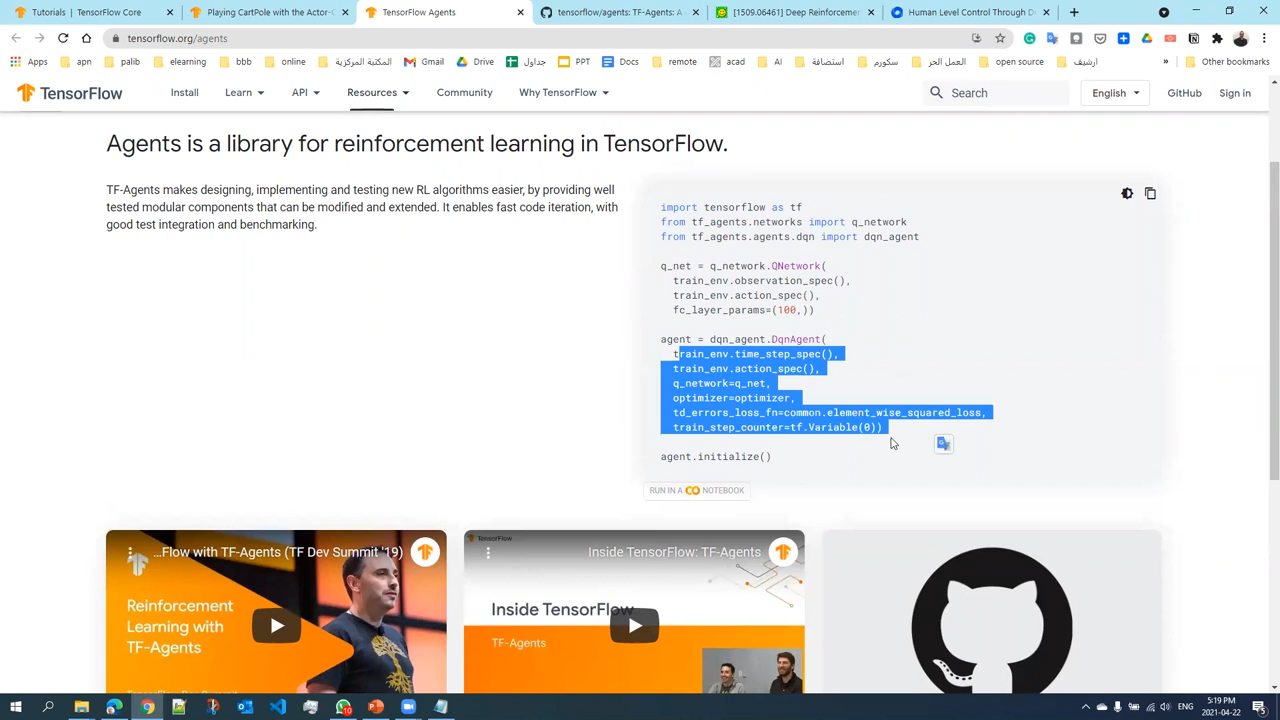 Tutorials | TensorFlow Core
Playing CartPole with the Actor-C
TensorFlow Agents
tensorflow/agents: TF-Agents: A
[1509.06461] Deep Reinforcemen
Human Level Control Through D
tensorflow.org/agents
Apps
apn
palib
elearning
bbb
online
المكتبة المركزية
Gmail
Drive
جداول
PPT
Docs
remote
acad
AI
استضافة
سكورم
العمل الحر
open source
ارشيف
»
Other bookmarks
TensorFlow
Install
Learn
API
Resources
Community
Why TensorFlow
Search
English
GitHub
Sign in
Agents is a library for reinforcement learning in TensorFlow.
TF-Agents makes designing, implementing and testing new RL algorithms easier, by providing well
tested modular components that can be modified and extended. It enables fast code iteration, with
good test integration and benchmarking.
import tensorflow as tf
from tf_agents.networks import q_network
from tf_agents.agents.dqn import dqn_agent
q_net = q_network.QNetwork(
train_env.observation_spec(),
train_env.action_spec(),
fc_layer_params=(100,))
agent = dqn_agent.DqnAgent(
train_env.time_step_spec(),
train_env.action_spec(),
q_network=q_net,
optimizer=optimizer,
td_errors_loss_fn=common.element_wise_squared_loss,
train_step_counter=tf.Variable(0))
agent.initialize()
RUN IN A CO NOTEBOOK
...Flow with TF-Agents (TF Dev Summit '19)
Reinforcement
Learning with
TF-Agents
TensorFlow Dev Summit
TensorFlow
Inside TensorFlow: TF-Agents
Inside TensorFlow
TF-Agents
10
ENG
5:19 PM
2021-04-22
5